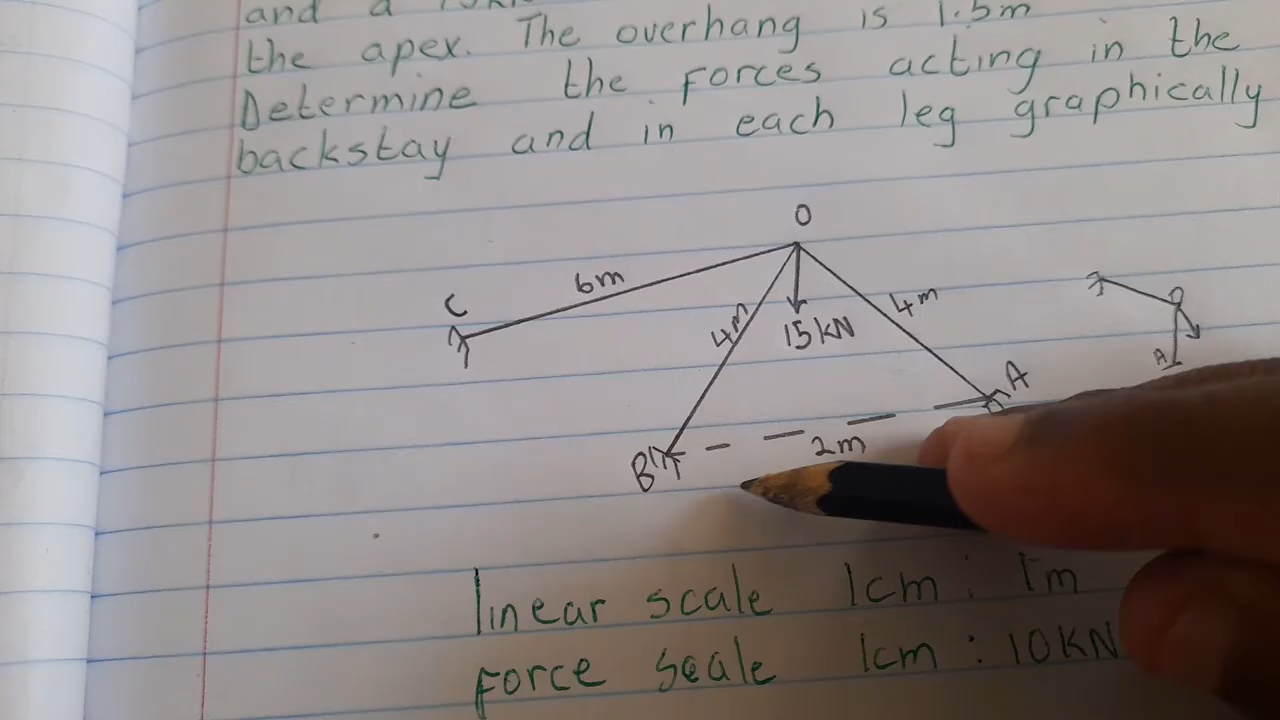 and a
the apex. The overhang is 1.5m
Determine the forces acting in the
backstay and in each leg graphically
O
6m
C
4m
4m
15kN
A
A
2m
B
linear scale 1cm : 1m
force scale 1cm : 10KN